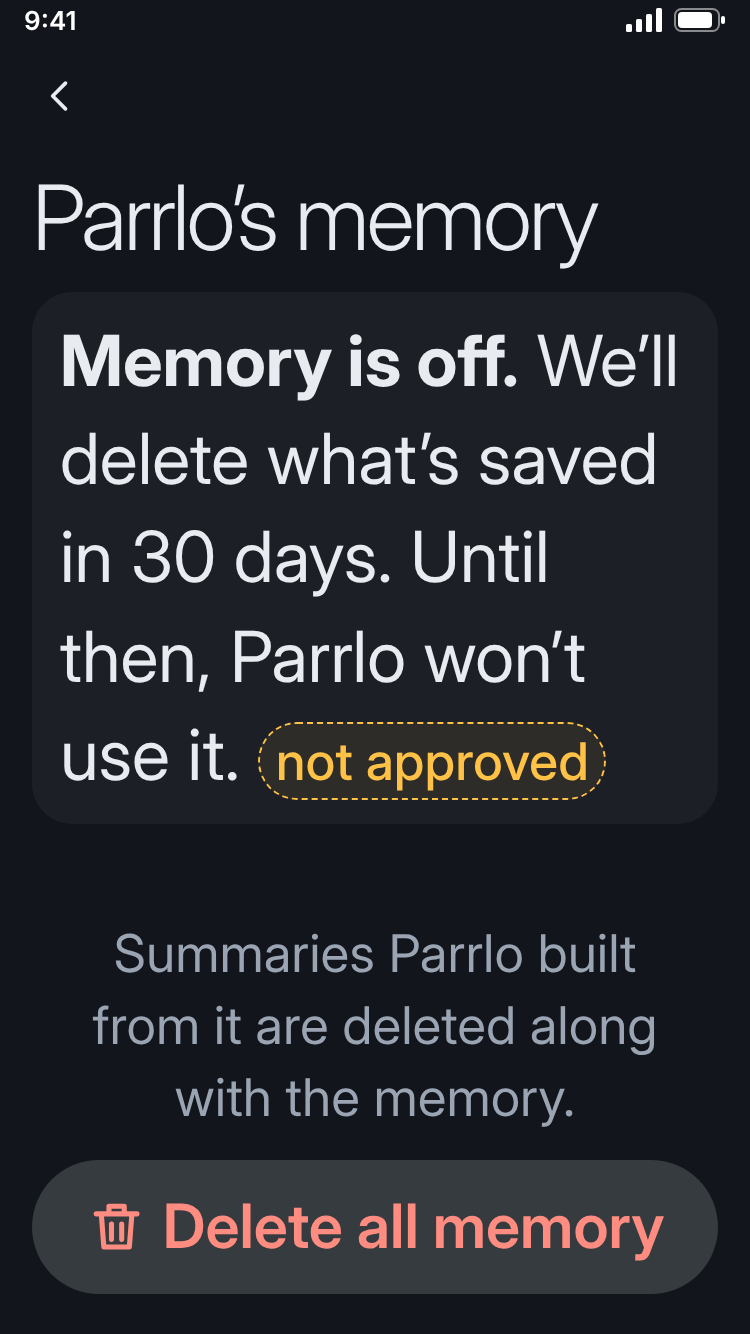 9:41
Parrlo’s memory
Memory is off. We’ll
delete what’s saved
in 30 days. Until
then, Parrlo won’t
use it. not approved
Summaries Parrlo built
from it are deleted along
with the memory.
Delete all memory